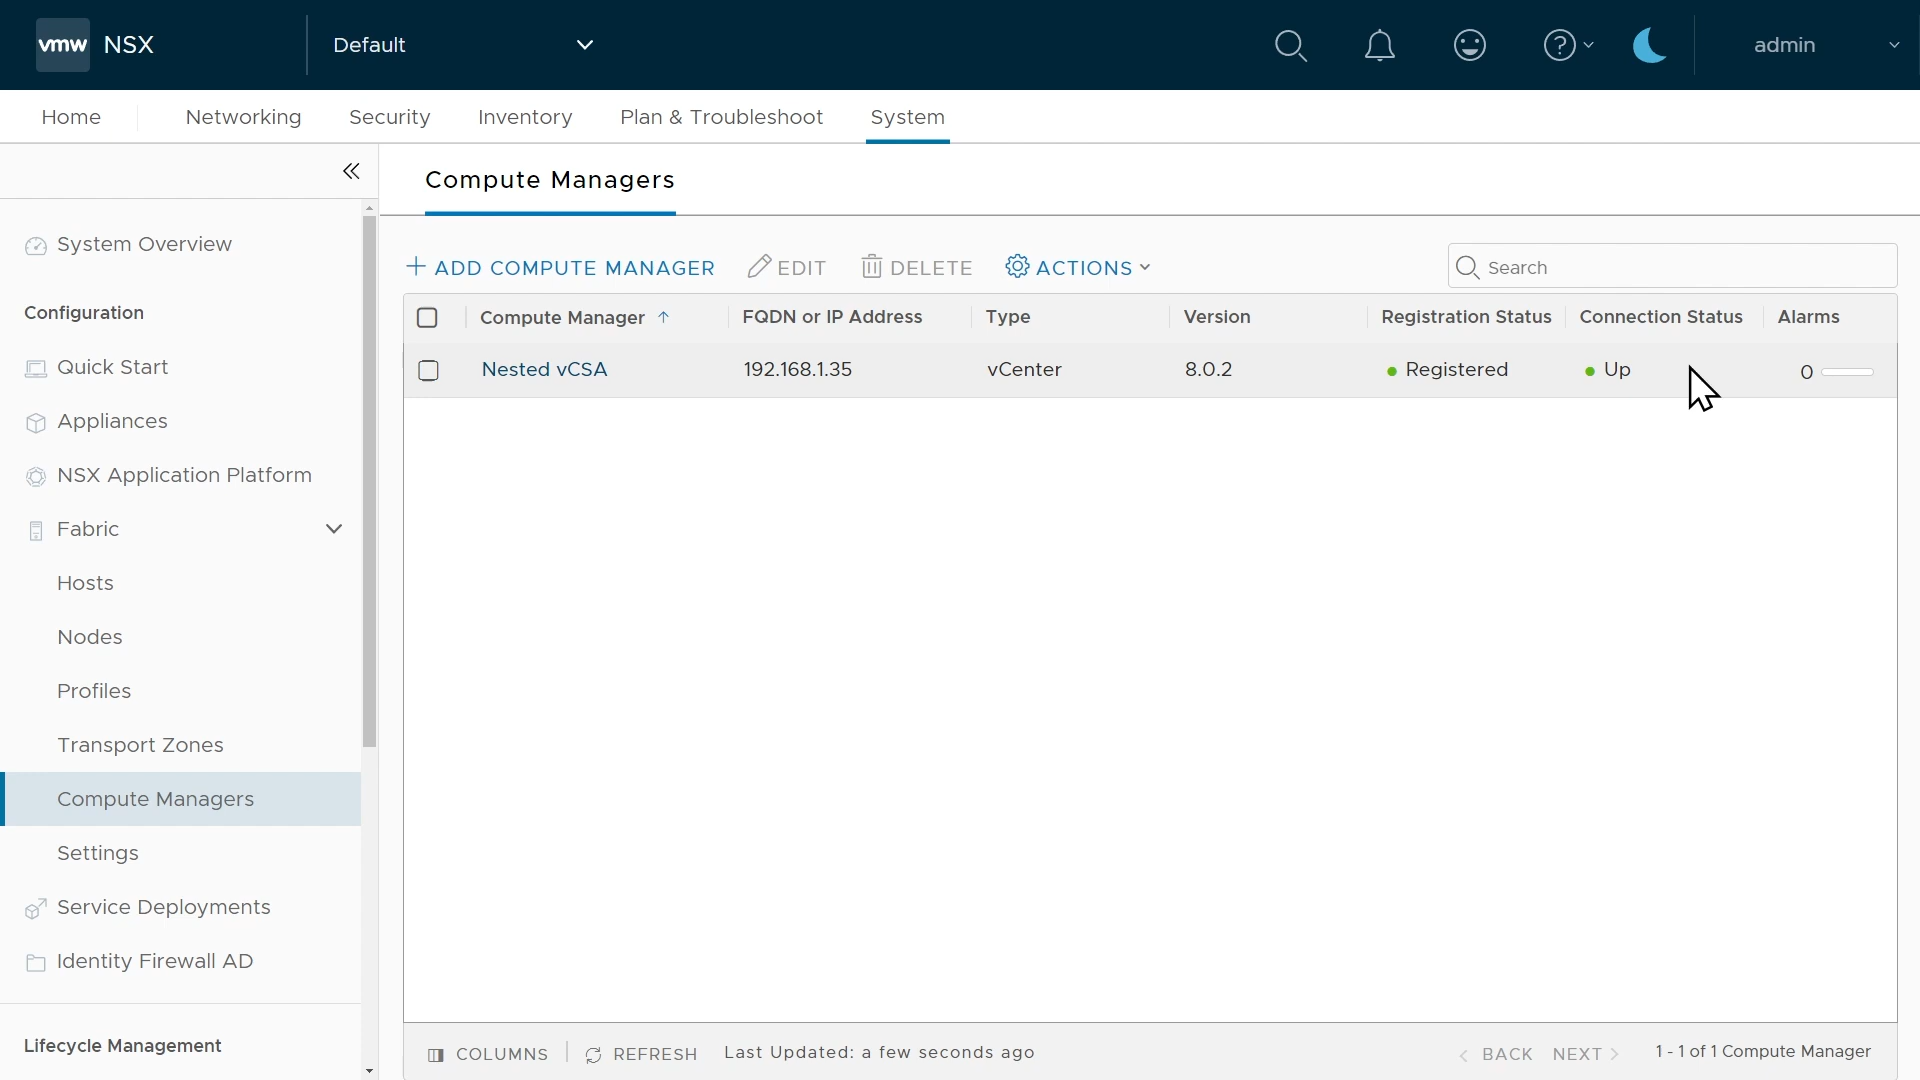 vmw NSX Default admin
Home Networking Security Inventory Plan & Troubleshoot System
Compute Managers
System Overview
Configuration
Quick Start
Appliances
NSX Application Platform
Fabric
Hosts
Nodes
Profiles
Transport Zones
Compute Managers
Settings
Service Deployments
Identity Firewall AD
Lifecycle Management
ADD COMPUTE MANAGER EDIT DELETE ACTIONS Search
Compute Manager FQDN or IP Address Type Version Registration Status Connection Status Alarms
Nested vCSA 192.168.1.35 vCenter 8.0.2 Registered Up 0
COLUMNS REFRESH Last Updated: a few seconds ago BACK NEXT 1 - 1 of 1 Compute Manager